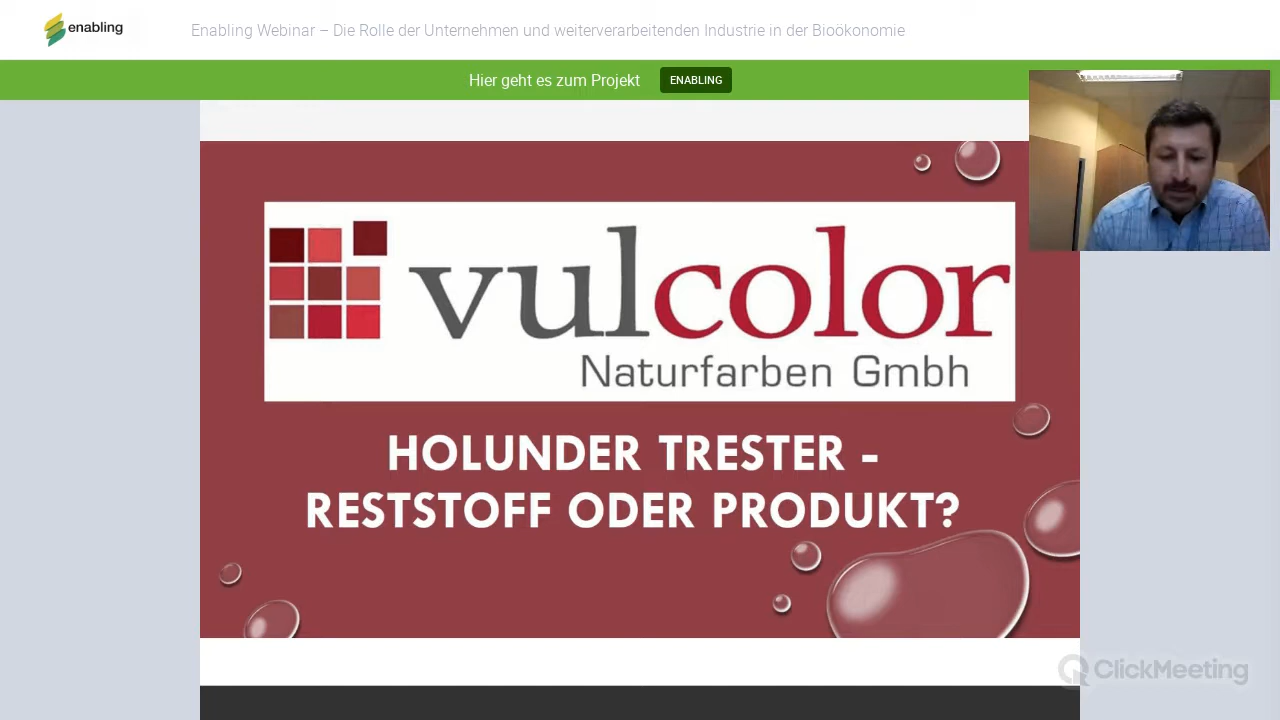 enabling
Enabling Webinar – Die Rolle der Unternehmen und weiterverarbeitenden Industrie in der Bioökonomie
Hier geht es zum Projekt
ENABLING
vulcolor
Naturfarben Gmbh
HOLUNDER TRESTER -
RESTSTOFF ODER PRODUKT?
ClickMeeting